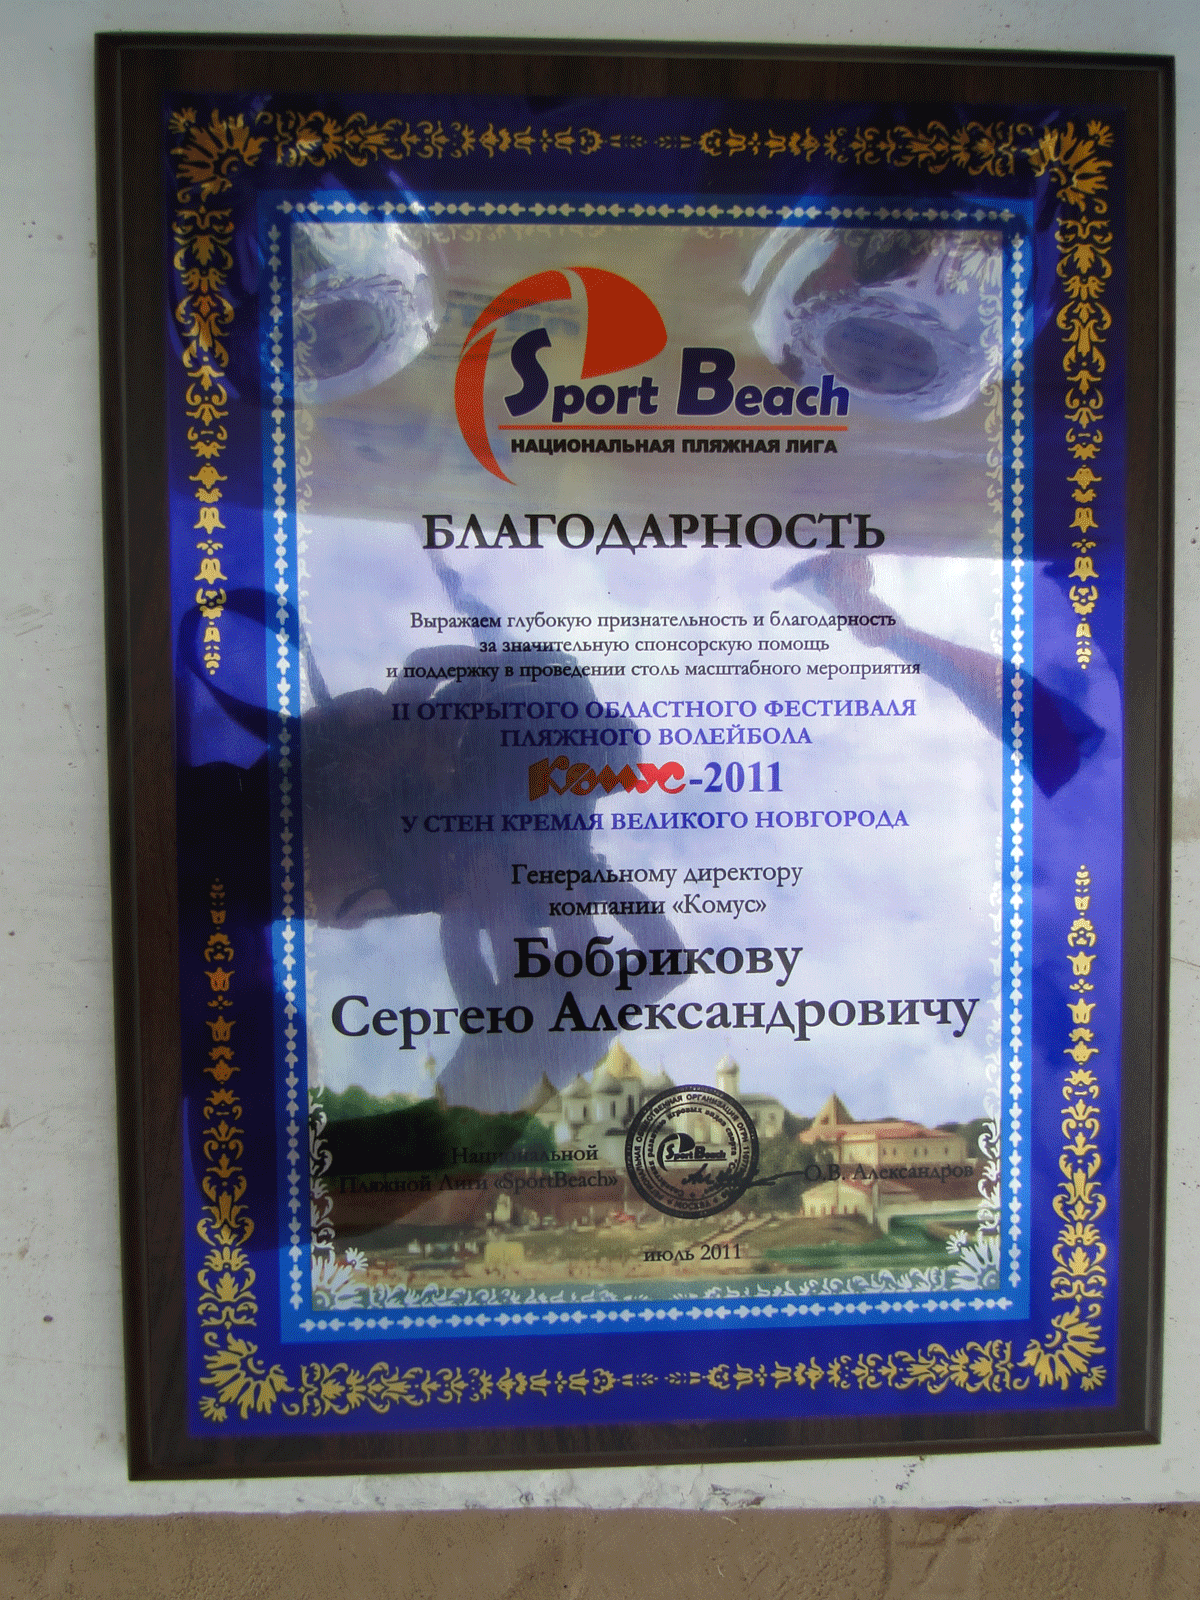 Sport Beach
НАЦИОНАЛЬНАЯ ПЛЯЖНАЯ ЛИГА
БЛАГОДАРНОСТЬ
Выражаем глубокую признательность и благодарность
за значительную спонсорскую помощь
и поддержку в проведении столь масштабного мероприятия
II ОТКРЫТОГО ОБЛАСТНОГО ФЕСТИВАЛЯ
ПЛЯЖНОГО ВОЛЕЙБОЛА
Комус-2011
У СТЕН КРЕМЛЯ ВЕЛИКОГО НОВГОРОДА
Генеральному директору
компании «Комус»
Бобрикову
Сергею Александровичу
Национальной
Пляжной Лиги «SportBeach»
SportBeach
МОСКВА
О.В. Александров
июль 2011